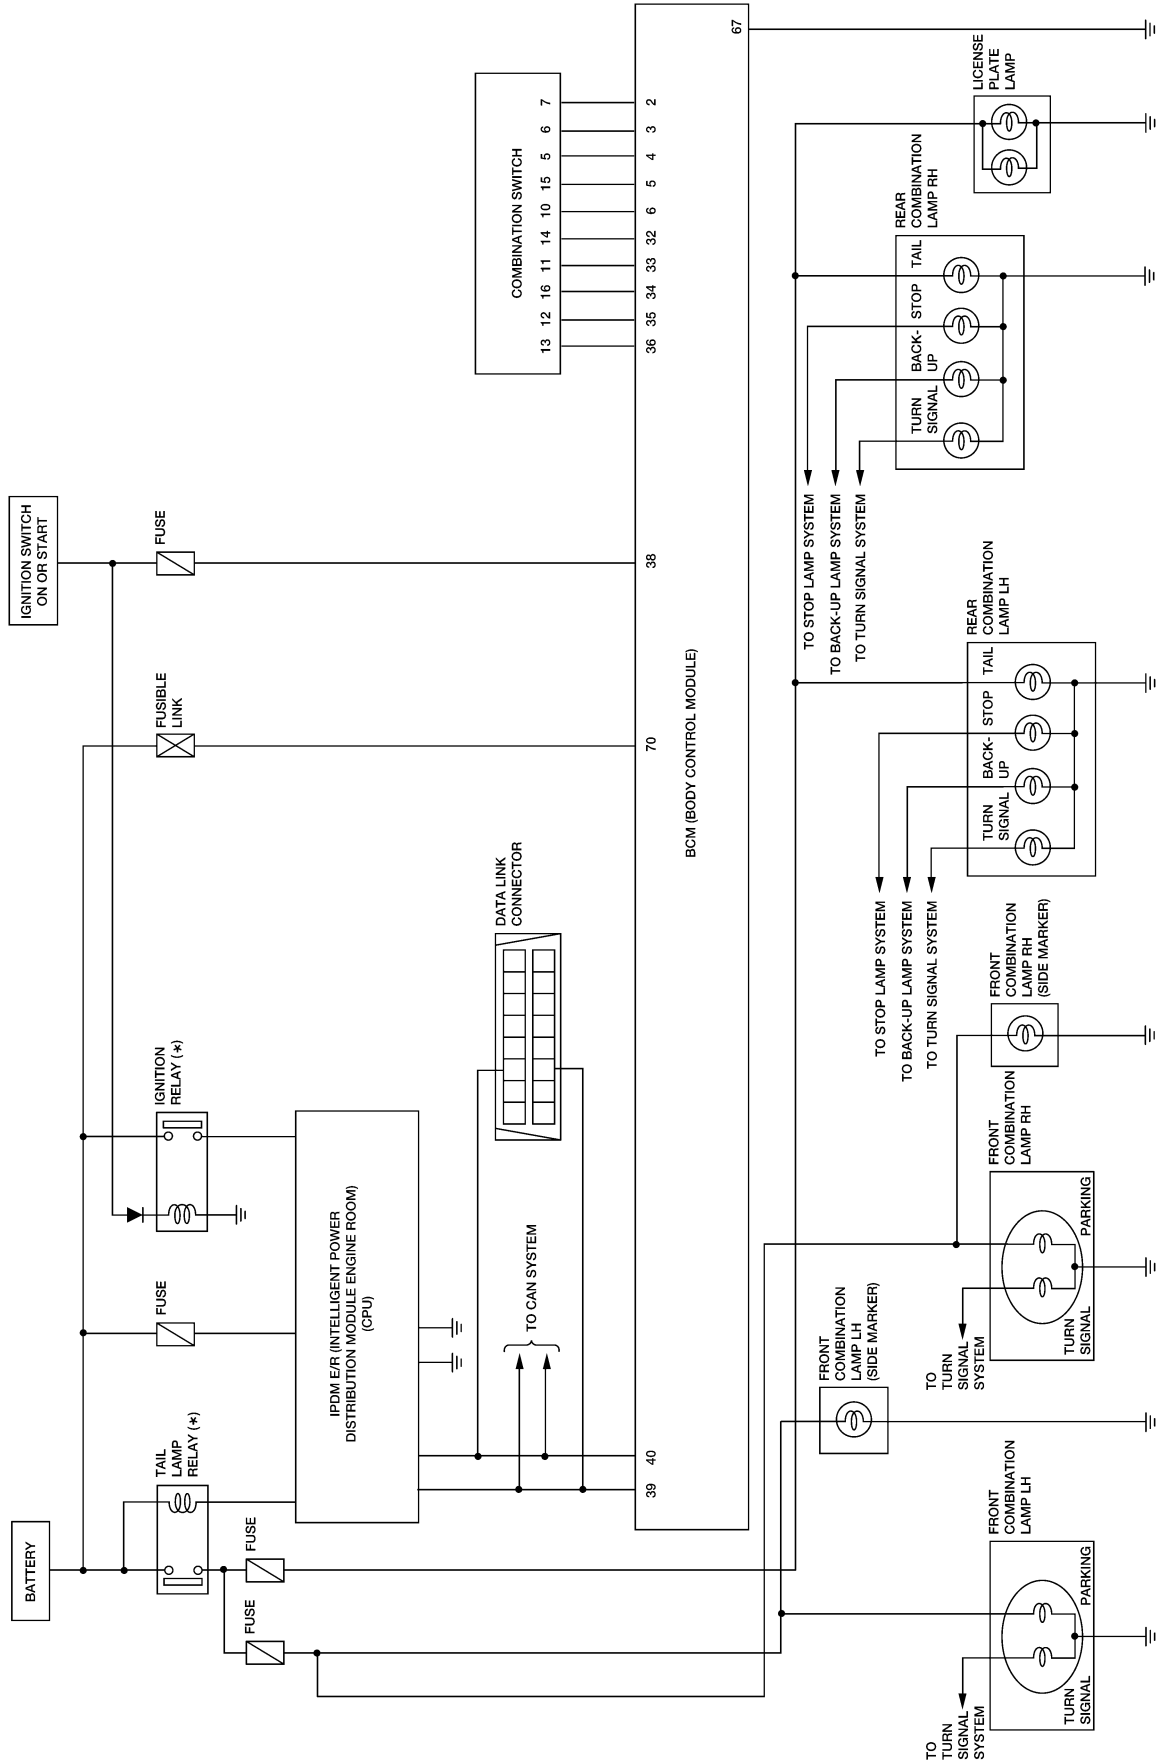 BATTERY
IGNITION SWITCH
ON OR START
TAIL
LAMP
RELAY (*)
FUSE
IGNITION
RELAY (*)
FUSIBLE
LINK
FUSE
FUSE
FUSE
IPDM E/R (INTELLIGENT POWER
DISTRIBUTION MODULE ENGINE ROOM)
(CPU)
TO CAN SYSTEM
DATA LINK
CONNECTOR
COMBINATION SWITCH
13 12 16 11 14 10 15 5 6 7
39 40 70 38 36 35 34 33 32 6 5 4 3 2 67
BCM (BODY CONTROL MODULE)
TO STOP LAMP SYSTEM
TO BACK-UP LAMP SYSTEM
TO TURN SIGNAL SYSTEM
REAR
COMBINATION
LAMP RH
TURN
SIGNAL
BACK-
UP
STOP
TAIL
LICENSE
PLATE
LAMP
TO STOP LAMP SYSTEM
TO BACK-UP LAMP SYSTEM
TO TURN SIGNAL SYSTEM
REAR
COMBINATION
LAMP LH
TURN
SIGNAL
BACK-
UP
STOP
TAIL
FRONT
COMBINATION
LAMP LH
(SIDE MARKER)
FRONT
COMBINATION
LAMP RH
(SIDE MARKER)
FRONT
COMBINATION
LAMP LH
TO
TURN
SIGNAL
SYSTEM
TURN
SIGNAL
PARKING
FRONT
COMBINATION
LAMP RH
TO
TURN
SIGNAL
SYSTEM
TURN
SIGNAL
PARKING